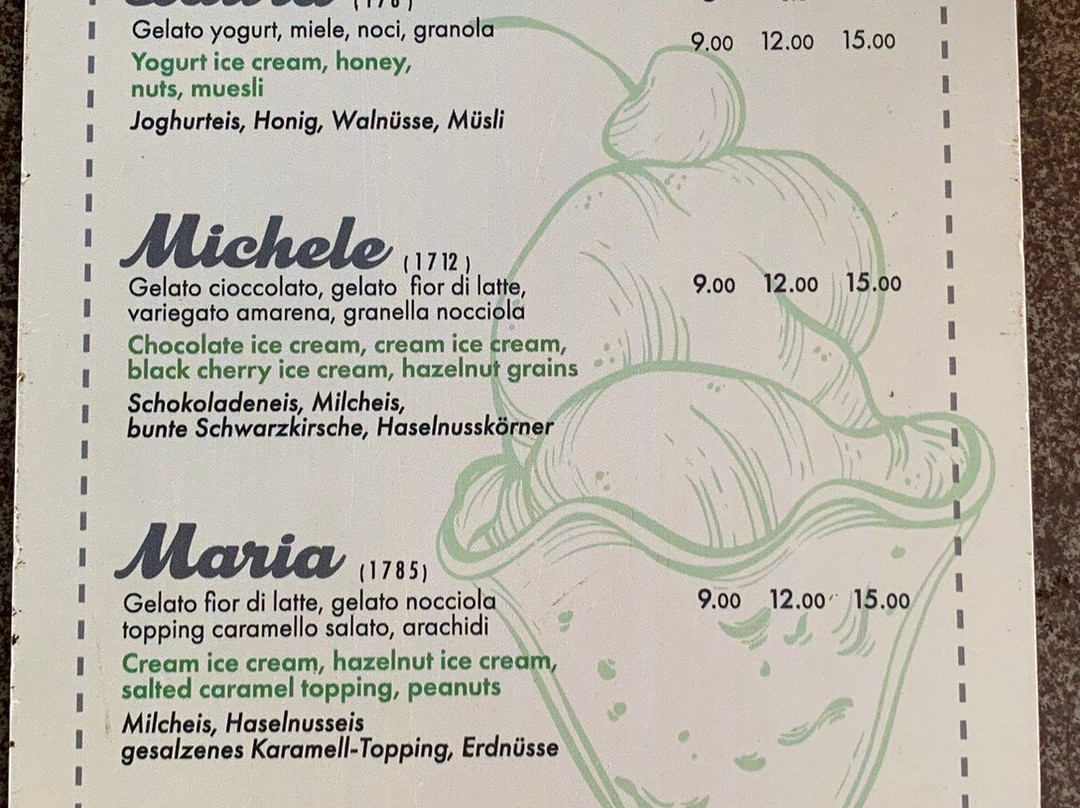 Gelato yogurt, miele, noci, granola
9.00 12.00 15.00
Yogurt ice cream, honey,
nuts, muesli
Joghurteis, Honig, Walnüsse, Müsli
Michele (1712)
Gelato cioccolato, gelato fior di latte,
9.00 12.00 15.00
variegato amarena, granella nocciola
Chocolate ice cream, cream ice cream,
black cherry ice cream, hazelnut grains
Schokoladeneis, Milcheis,
bunte Schwarzkirsche, Haselnusskörner
Maria (1785)
Gelato fior di latte, gelato nocciola
9.00 12.00 15.00
topping caramello salato, arachidi
Cream ice cream, hazelnut ice cream,
salted caramel topping, peanuts
Milcheis, Haselnusseis
gesalzenes Karamell-Topping, Erdnüsse